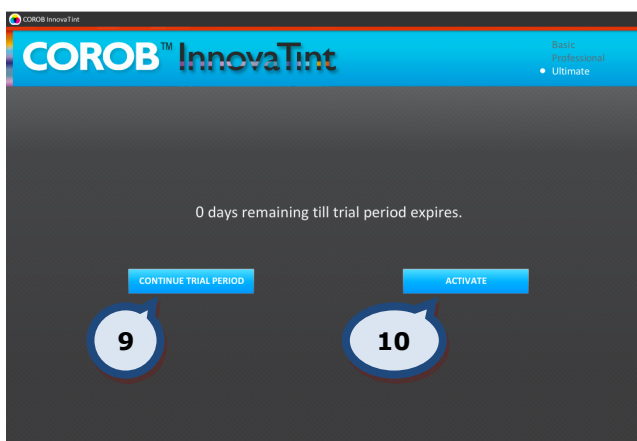 COROB InnovaTint
COROB™ InnovaTint
Basic
Professional
Ultimate
0 days remaining till trial period expires.
CONTINUE TRIAL PERIOD
ACTIVATE
9
10